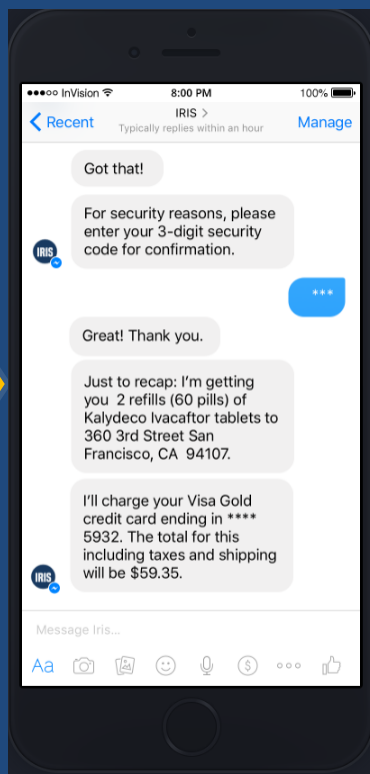 InVision 8:00 PM 100%
Recent IRIS > Manage
Typically replies within an hour
Got that!
For security reasons, please
enter your 3-digit security
code for confirmation.
IRIS
***
Great! Thank you.
Just to recap: I'm getting
you 2 refills (60 pills) of
Kalydeco Ivacaftor tablets to
360 3rd Street San
Francisco, CA 94107.
I'll charge your Visa Gold
credit card ending in ****
5932. The total for this
including taxes and shipping
will be $59.35.
IRIS
Message Iris...
Aa $